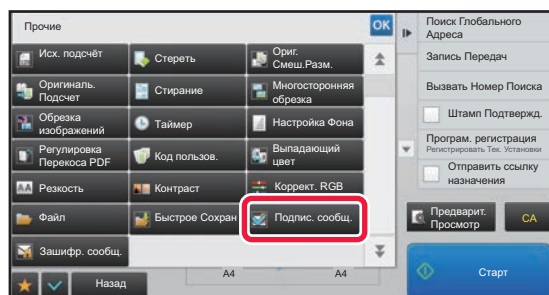 Прочие
OK
Исх. подсчёт
Стереть
Ориг.
Смеш.Разм.
Оригиналь.
Подсчет
Стирание
Многосторонняя
обрезка
Обрезка
изображений
Таймер
Настройка Фона
Регулировка
Перекоса PDF
Код пользов.
Выпадающий
цвет
Резкость
Контраст
Коррект. RGB
Файл
Быстрое Сохран
Подпис. сообщ.
Зашифр. сообщ.
Назад
A4
A4
Поиск Глобального
Адреса
Запись Передач
Вызвать Номер Поиска
Штамп Подтвержд.
Програм. регистрация
Регистрировать Тек. Установки
Отправить ссылку
назначения
Предварит.
Просмотр
CA
Старт